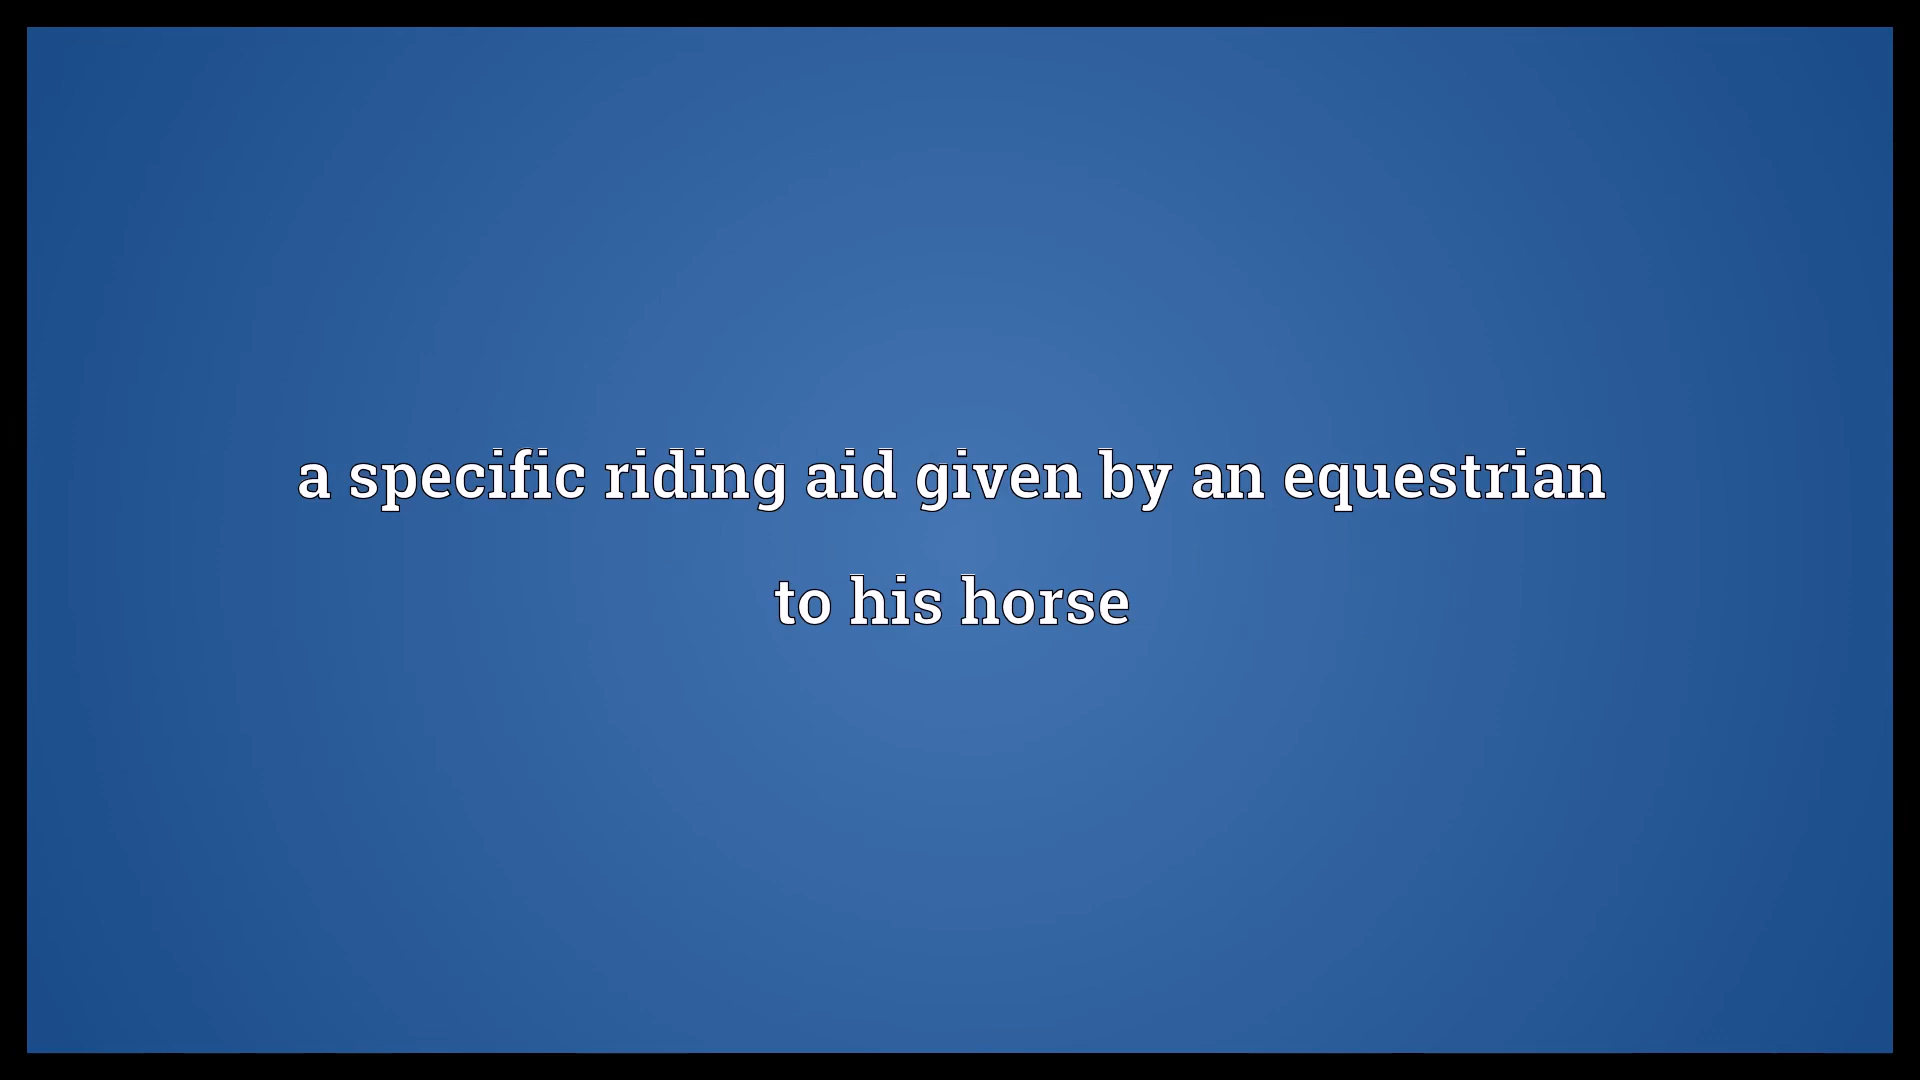 a specific riding aid given by an equestrian
to his horse